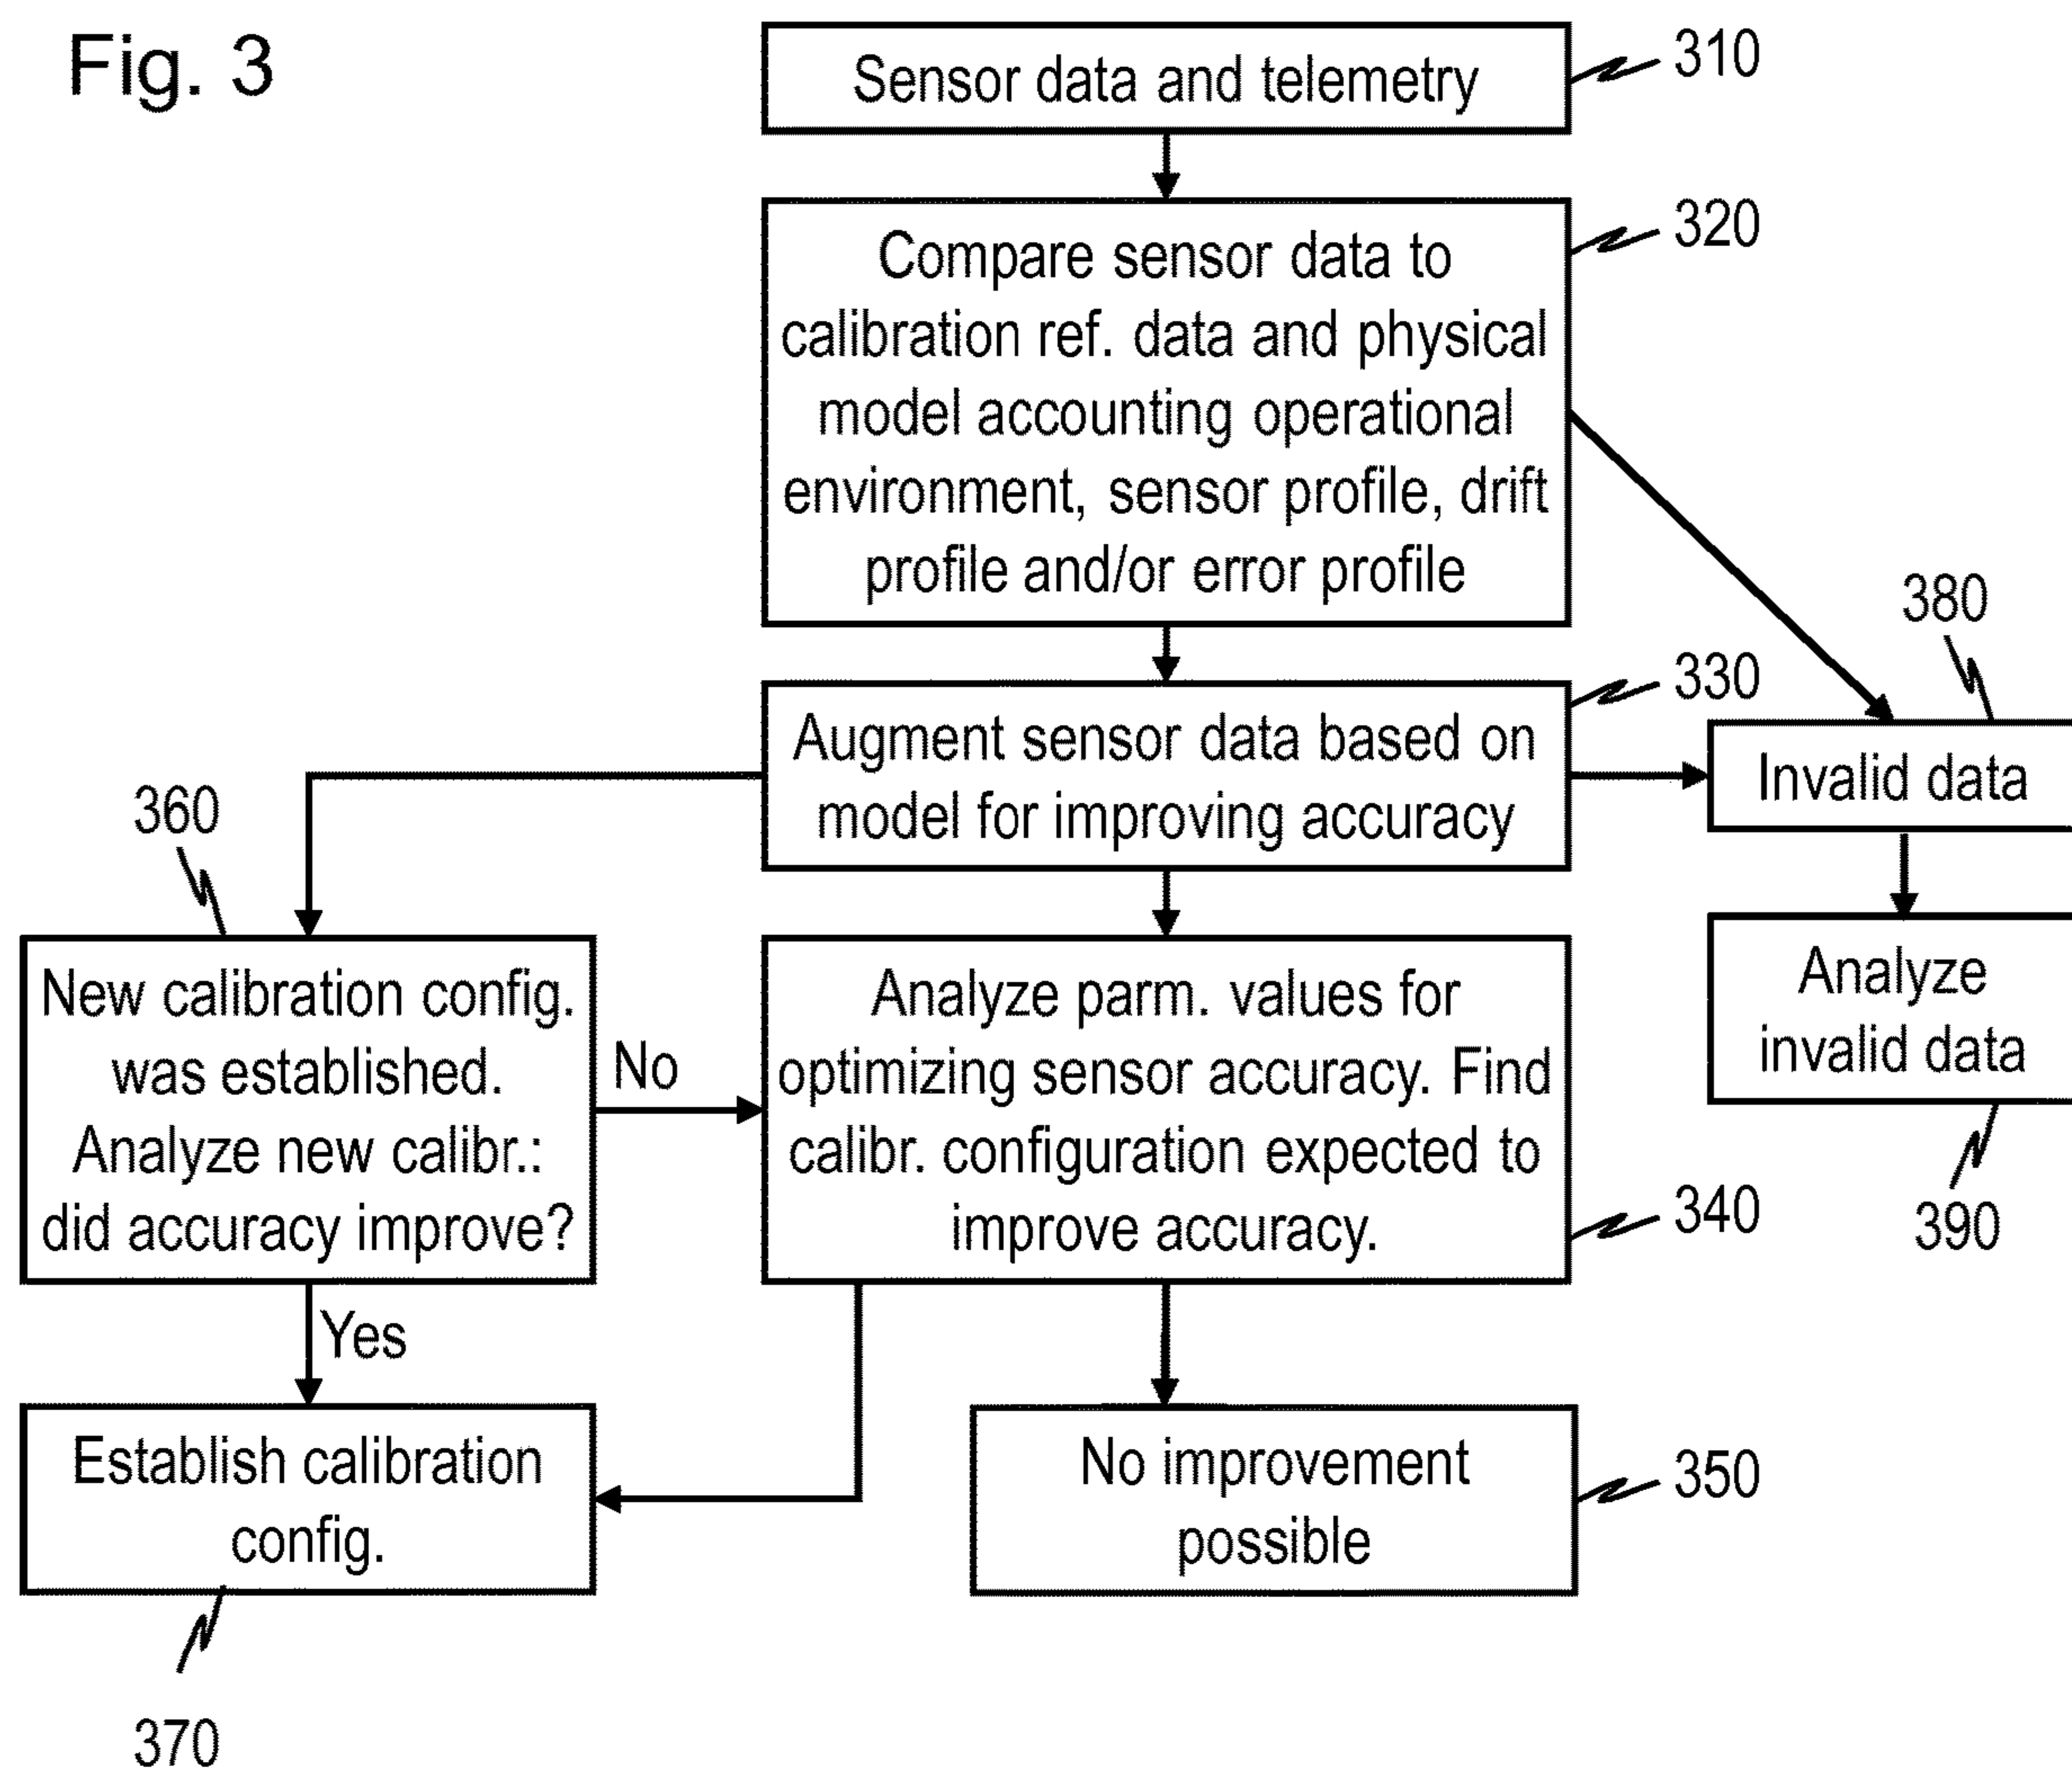 Fig. 3
Sensor data and telemetry
310
Compare sensor data to
calibration ref. data and physical
model accounting operational
environment, sensor profile, drift
profile and/or error profile
320
Augment sensor data based on
model for improving accuracy
330
380
Invalid data
360
New calibration config.
was established.
Analyze new calibr.:
did accuracy improve?
No
Analyze parm. values for
optimizing sensor accuracy. Find
calibr. configuration expected to
improve accuracy.
340
Analyze
invalid data
390
Yes
Establish calibration
config.
370
No improvement
possible
350